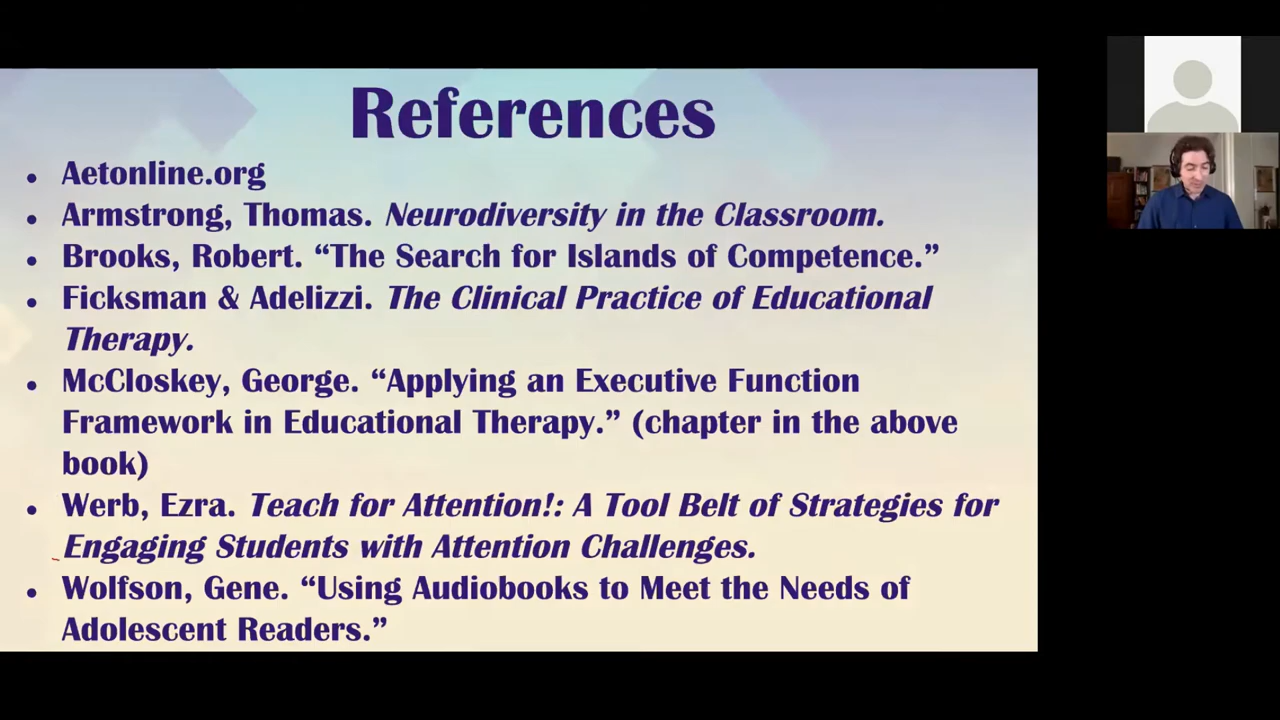 References
• Aetonline.org
• Armstrong, Thomas. Neurodiversity in the Classroom.
• Brooks, Robert. “The Search for Islands of Competence.”
• Ficksman & Adelizzi. The Clinical Practice of Educational
Therapy.
• McCloskey, George. “Applying an Executive Function
Framework in Educational Therapy.” (chapter in the above
book)
• Werb, Ezra. Teach for Attention!: A Tool Belt of Strategies for
Engaging Students with Attention Challenges.
• Wolfson, Gene. “Using Audiobooks to Meet the Needs of
Adolescent Readers.”